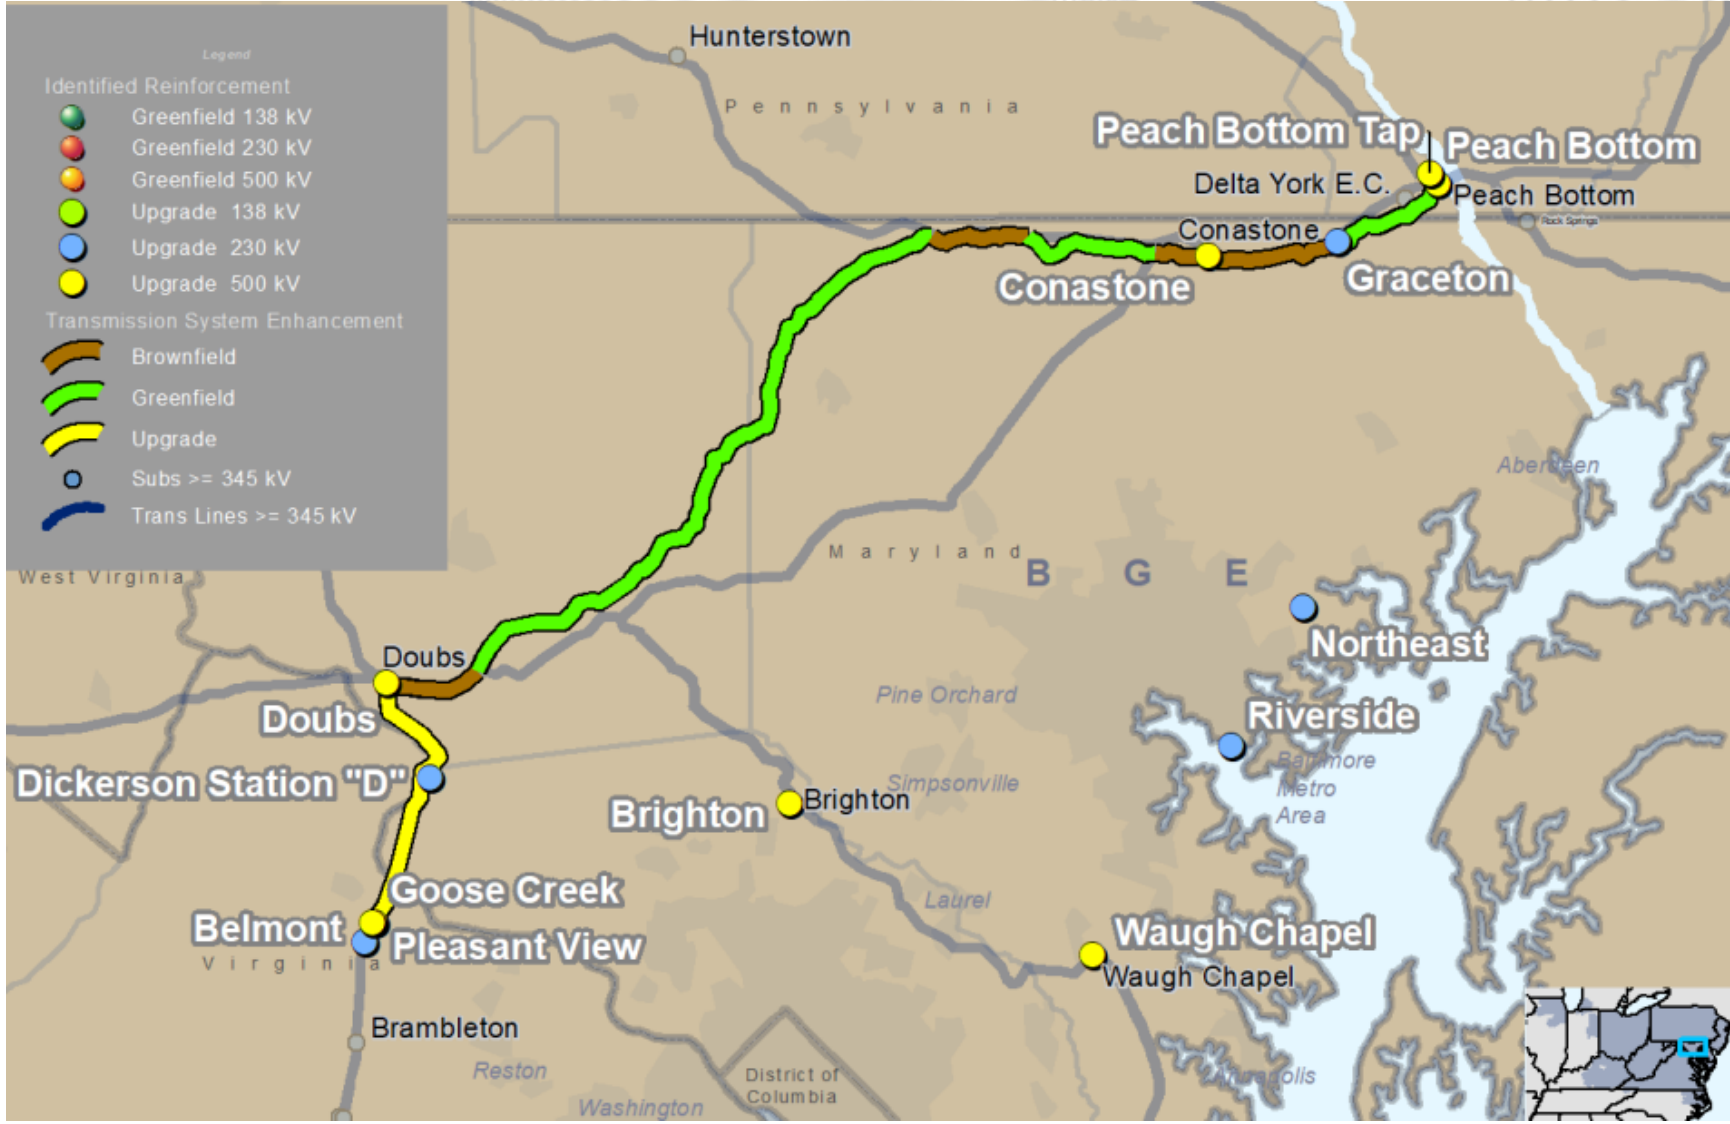 Legend
Identified Reinforcement
Greenfield 138 kV
Greenfield 230 kV
Greenfield 500 kV
Upgrade 138 kV
Upgrade 230 kV
Upgrade 500 kV
Transmission System Enhancement
Brownfield
Greenfield
Upgrade
Subs >= 345 kV
Trans Lines >= 345 kV
Hunterstown
Pennsylvania
Peach Bottom Tap
Peach Bottom
Delta York E.C.
Peach Bottom
Rock Springs
Conastone
Conastone
Graceton
Aberdeen
Maryland
West Virginia
B G E
Northeast
Doubs
Doubs
Pine Orchard
Riverside
Baltimore
Metro
Area
Dickerson Station "D"
Simpsonville
Brighton
Brighton
Goose Creek
Laurel
Belmont
Pleasant View
Virginia
Waugh Chapel
Waugh Chapel
Brambleton
Reston
District of
Columbia
Annapolis
Washington